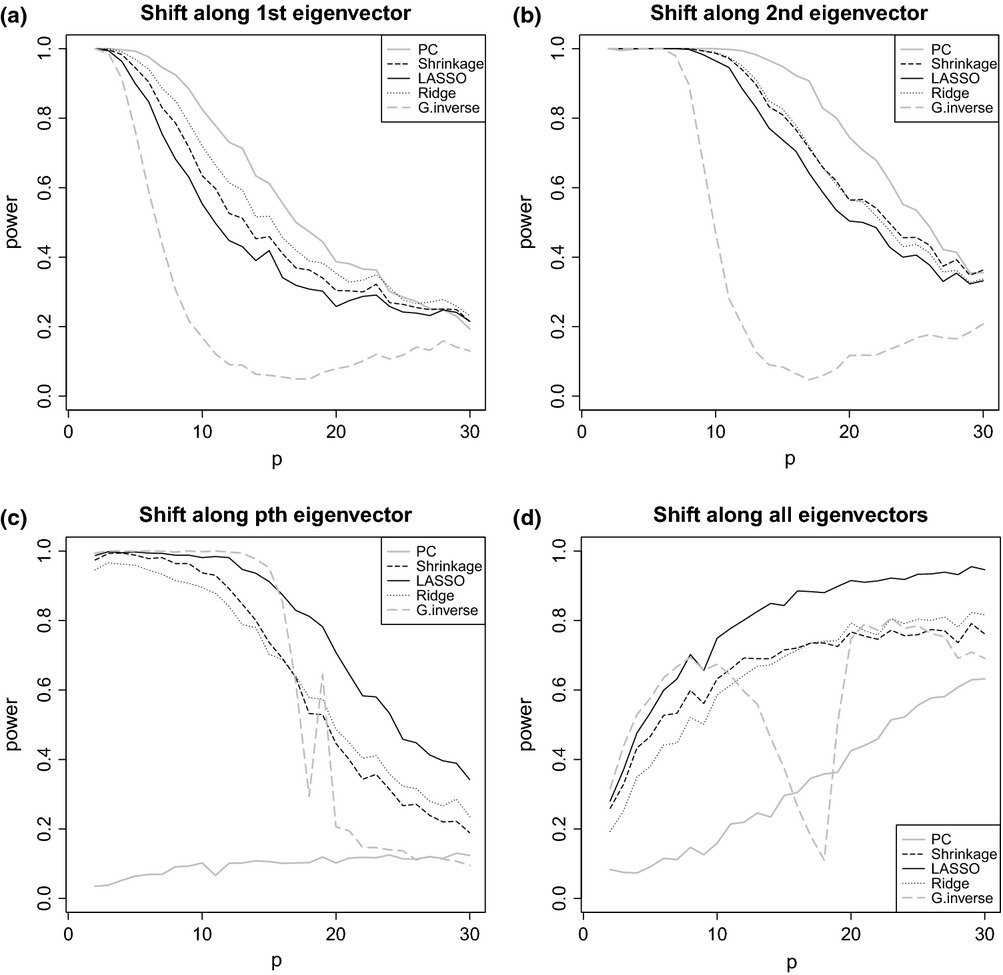 (a)
Shift along 1st eigenvector
power
1.0
0.8
0.6
0.4
0.2
0.0
PC
Shrinkage
LASSO
Ridge
G.inverse
0 10 20 30
p
(b)
Shift along 2nd eigenvector
power
1.0
0.8
0.6
0.4
0.2
0.0
PC
Shrinkage
LASSO
Ridge
G.inverse
0 10 20 30
p
(c)
Shift along pth eigenvector
power
1.0
0.8
0.6
0.4
0.2
0.0
PC
Shrinkage
LASSO
Ridge
G.inverse
0 10 20 30
p
(d)
Shift along all eigenvectors
power
1.0
0.8
0.6
0.4
0.2
0.0
PC
Shrinkage
LASSO
Ridge
G.inverse
0 10 20 30
p